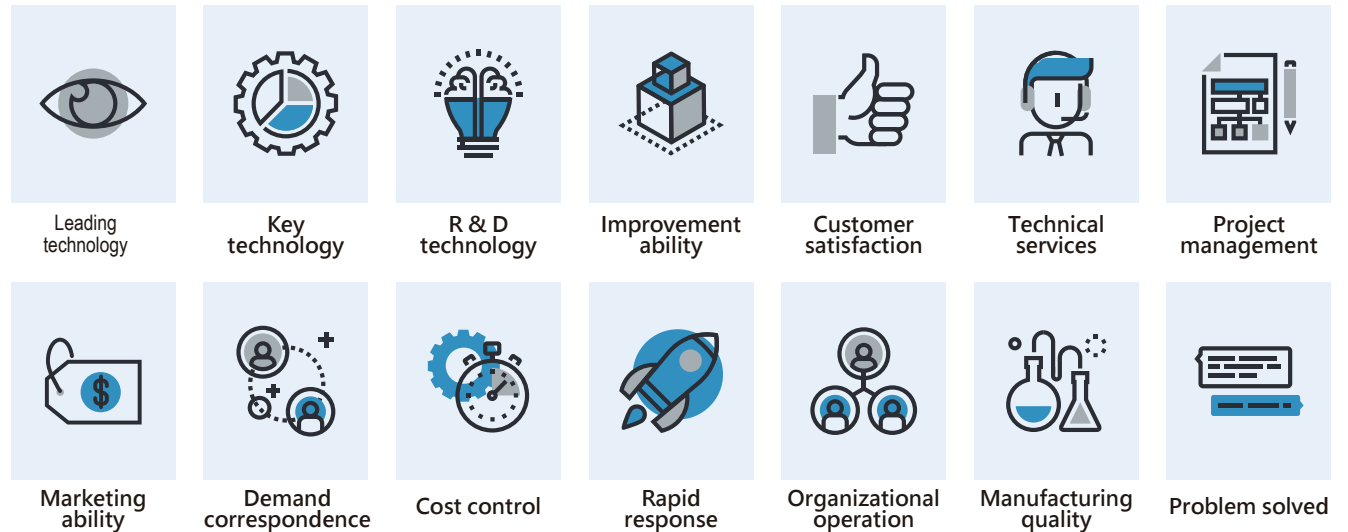 Leading
technology
Key
technology
R & D
technology
Improvement
ability
Customer
satisfaction
Technical
services
Project
management
$
Marketing
ability
Demand
correspondence
Cost control
Rapid
response
Organizational
operation
Manufacturing
quality
Problem solved